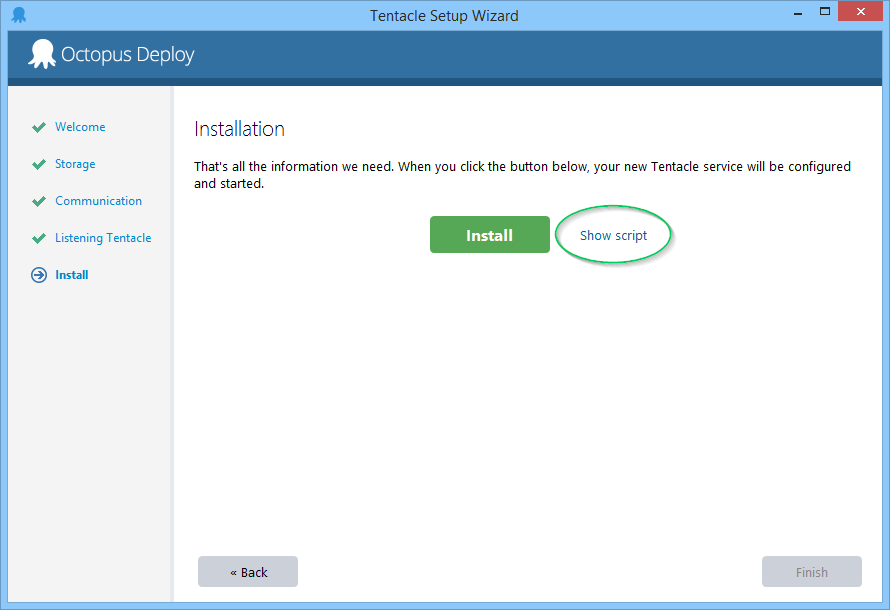 Tentacle Setup Wizard
Octopus Deploy
Welcome
Storage
Communication
Listening Tentacle
Install
Installation
That's all the information we need. When you click the button below, your new Tentacle service will be configured
and started.
Install
Show script
« Back
Finish